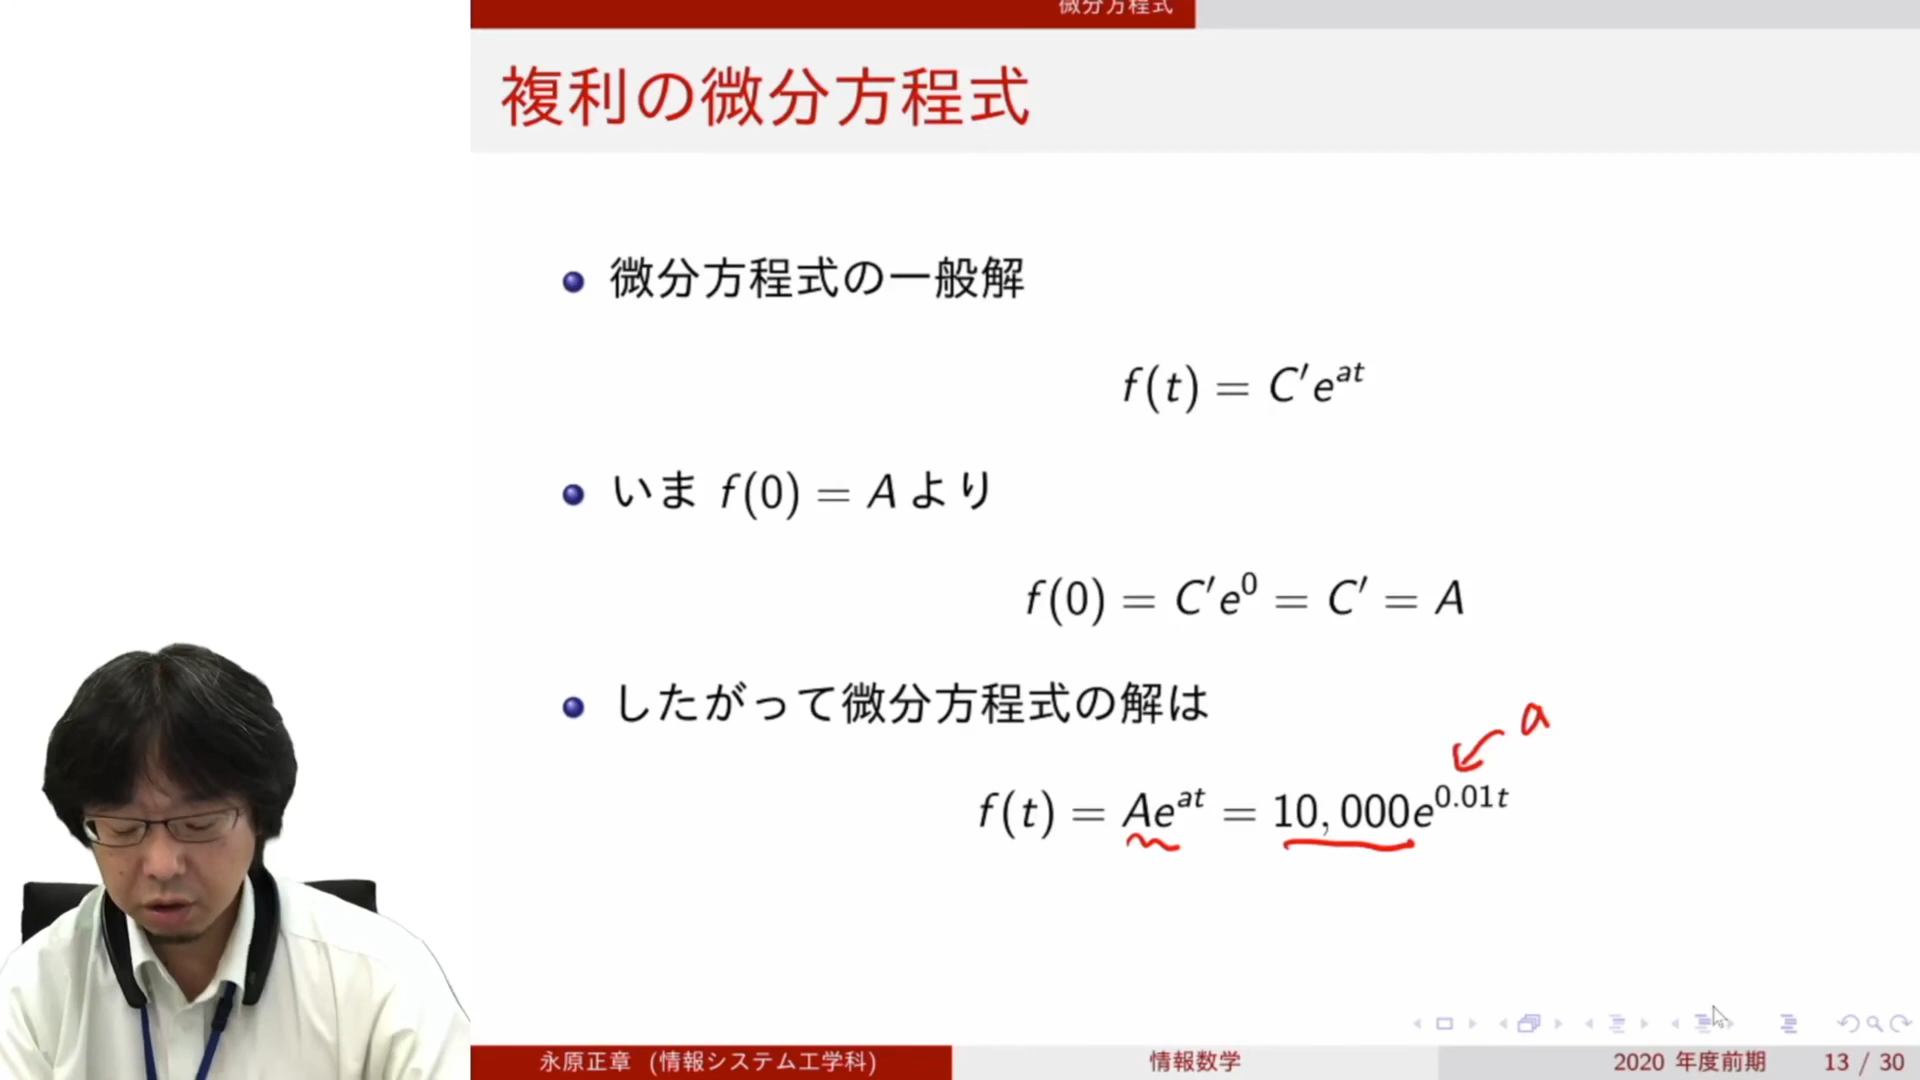 微分方程式
複利の微分方程式
微分方程式の一般解
f(t) = C′e^{at}
いま f(0) = A より
f(0) = C′e^0 = C′ = A
したがって微分方程式の解は
a
f(t) = Ae^{at} = 10,000e^{0.01t}
永原正章 (情報システム工学科) 情報数学 2020 年度前期 13 / 30